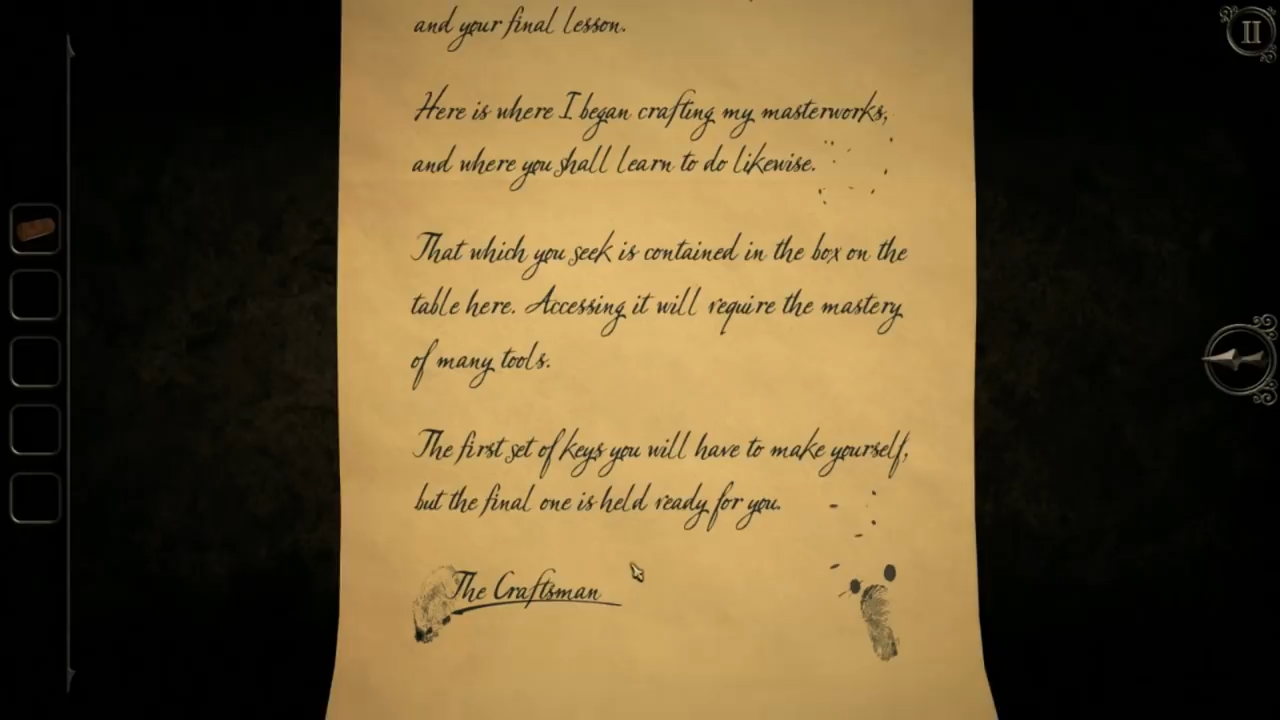 and your final lesson.
Here is where I began crafting my masterworks,
and where you shall learn to do likewise.
That which you seek is contained in the box on the
table here. Accessing it will require the mastery
of many tools.
The first set of keys you will have to make yourself,
but the final one is held ready for you.
The Craftsman